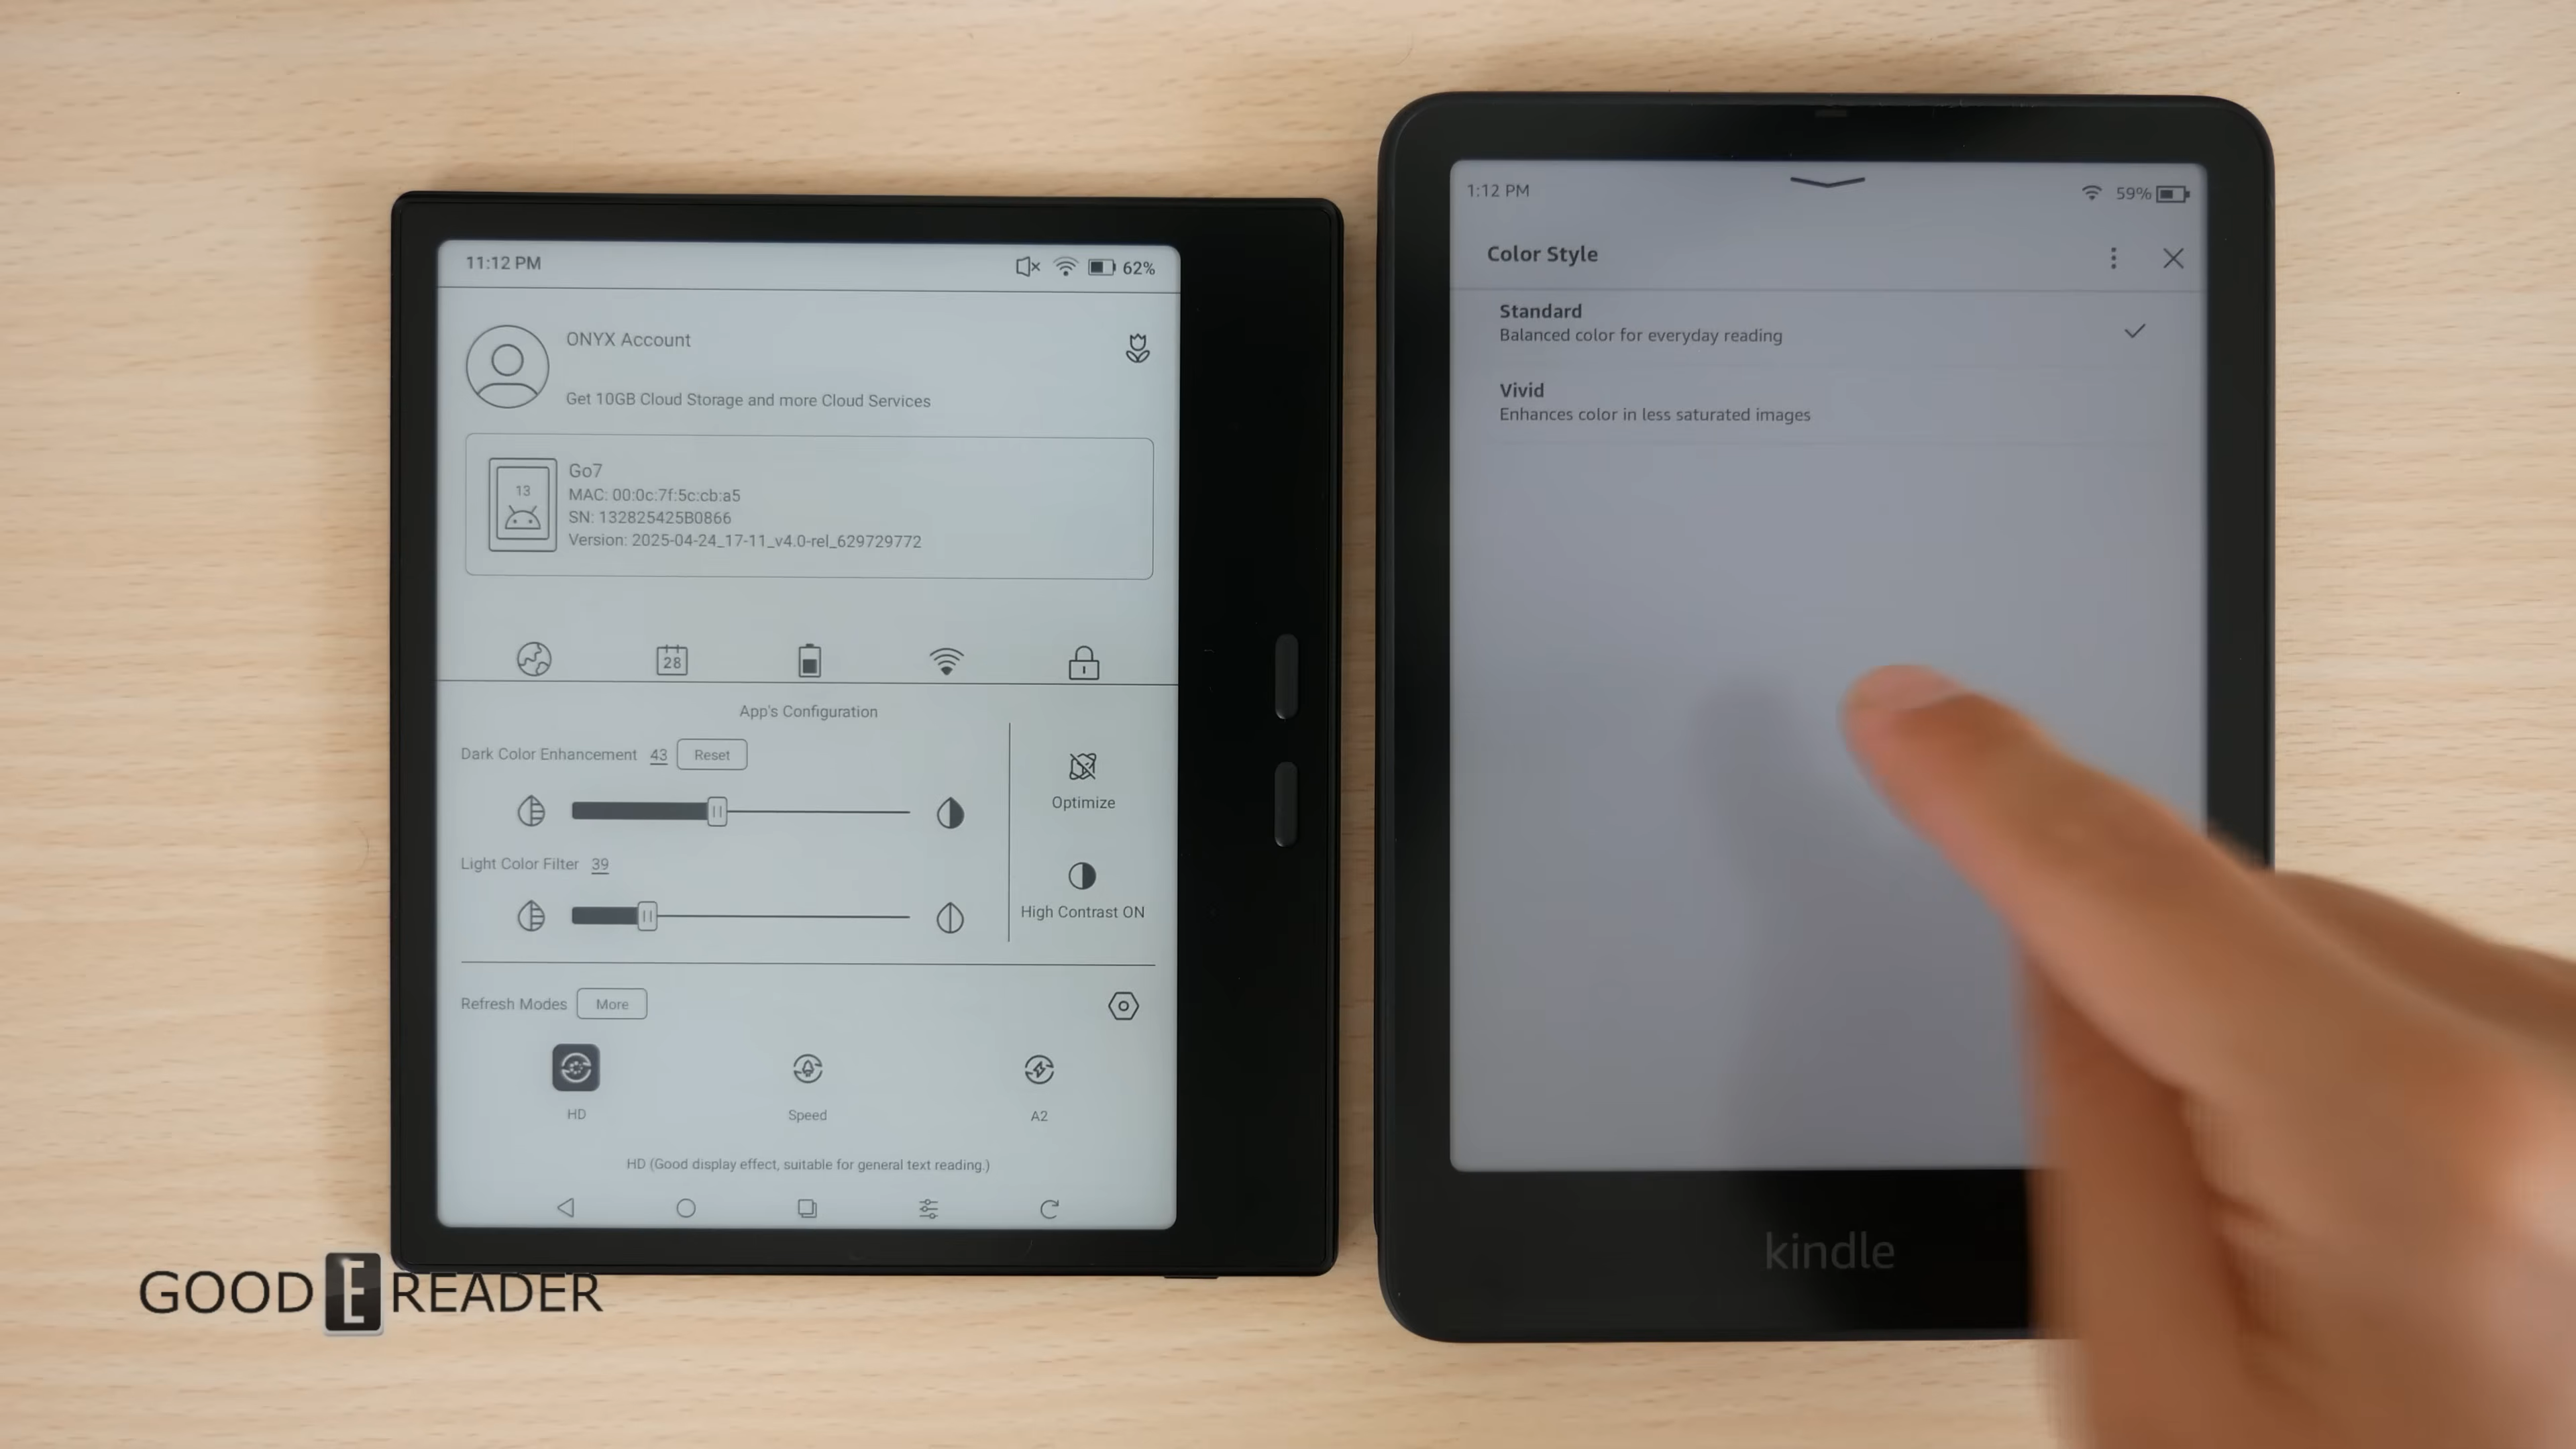 11:12 PM
62%
ONYX Account
Get 10GB Cloud Storage and more Cloud Services
13
Go7
MAC: 00:0c:7f:5c:cb:a5
SN: 132825425B0866
Version: 2025-04-24_17-11_v4.0-rel_629729772
28
App's Configuration
Dark Color Enhancement 43 Reset
Optimize
Light Color Filter 39
High Contrast ON
Refresh Modes More
HD Speed A2
HD (Good display effect, suitable for general text reading.)
1:12 PM
59%
Color Style
Standard
Balanced color for everyday reading
Vivid
Enhances color in less saturated images
kindle
GOOD E READER